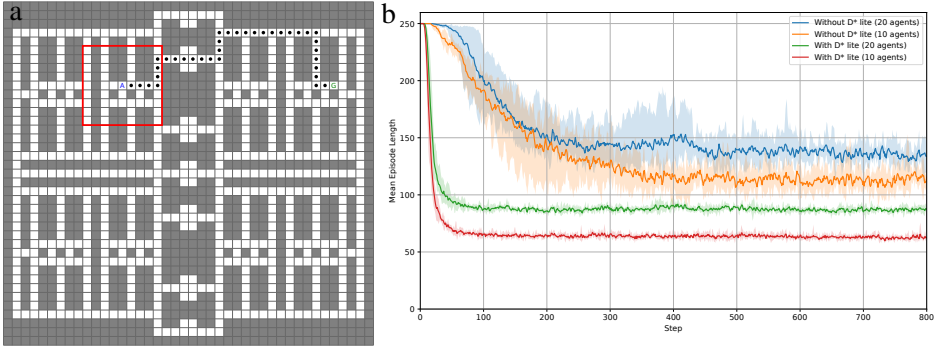 a
A
G
b
250
200
150
100
50
0
Mean Episode Length
0 100 200 300 400 500 600 700 800
Step
Without D* lite (20 agents)
Without D* lite (10 agents)
With D* lite (20 agents)
With D* lite (10 agents)